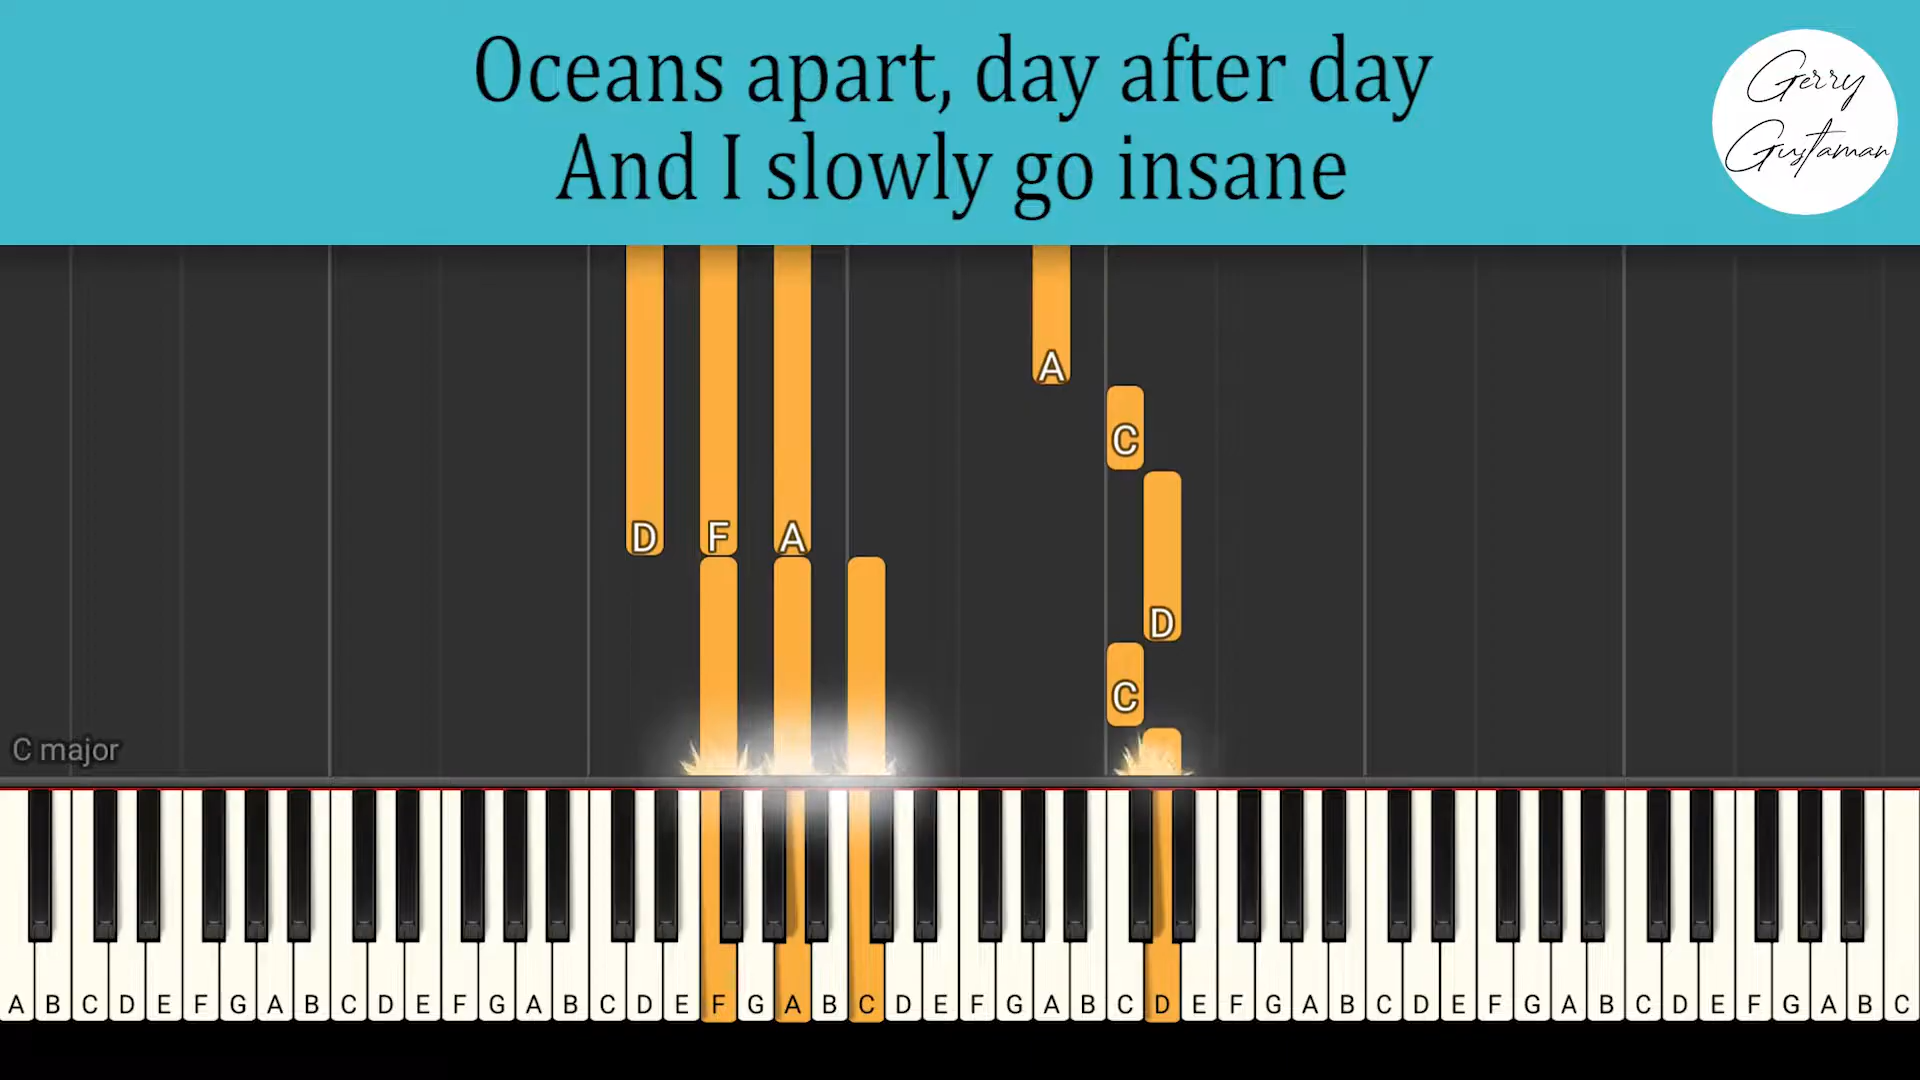 Oceans apart, day after day
And I slowly go insane
Gerry
Gustaman
A
C
D F A
D
C
C major
A B C D E F G A B C D E F G A B C D E F G A B C D E F G A B C D E F G A B C D E F G A B C D E F G A B C